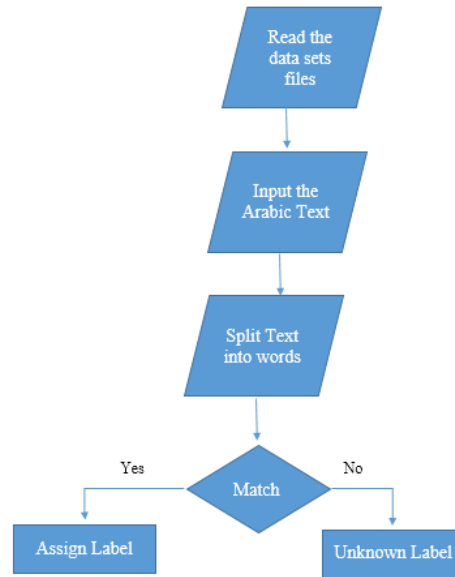 Read the
data sets
files
Input the
Arabic Text
Split Text
into words
Yes
No
Match
Assign Label
Unknown Label